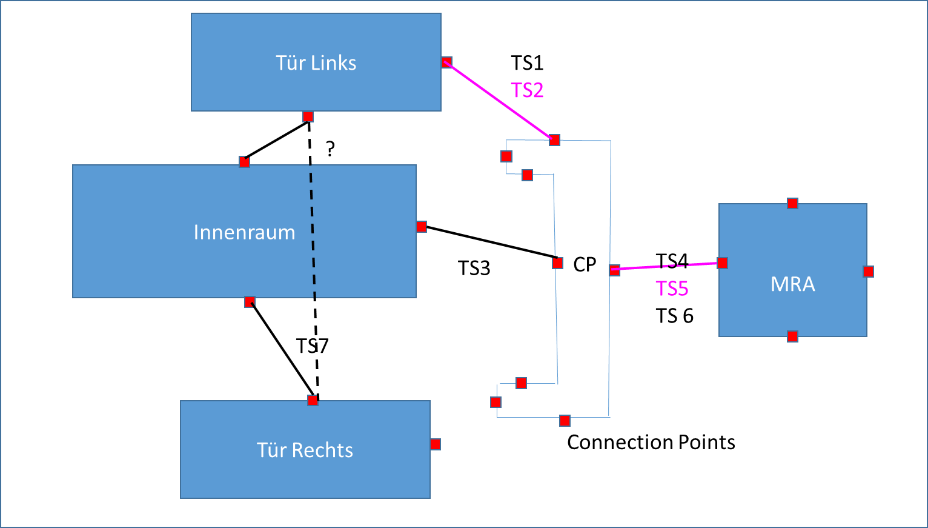 Tür Links
TS1
TS2
?
Innenraum
TS3
CP
TS4
TS5
TS 6
MRA
TS7
Tür Rechts
Connection Points